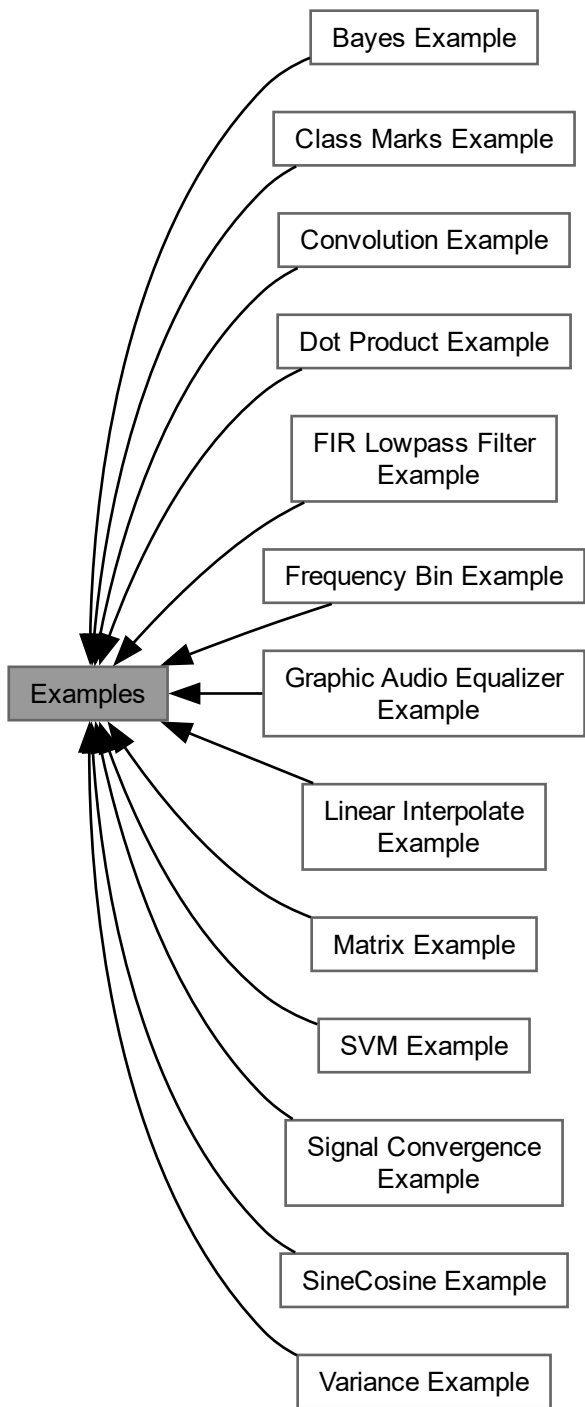 Bayes Example
Class Marks Example
Convolution Example
Dot Product Example
FIR Lowpass Filter
Example
Frequency Bin Example
Examples
Graphic Audio Equalizer
Example
Linear Interpolate
Example
Matrix Example
SVM Example
Signal Convergence
Example
SineCosine Example
Variance Example